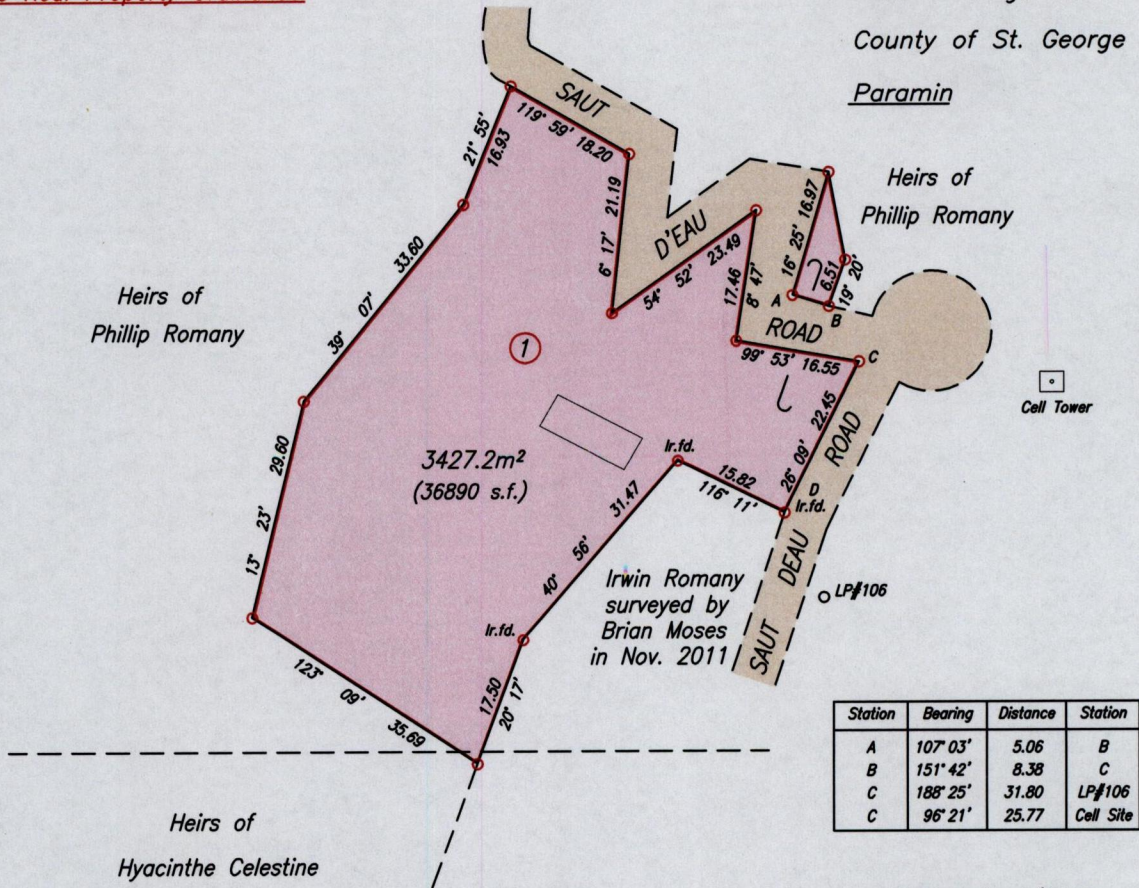 County of St. George
Paramin
SAUT
D'EAU
ROAD
Heirs of
Phillip Romany
Heirs of
Phillip Romany
119° 59' 18.20
21° 55'
16.93
21.19
6° 17'
54° 52' 23.49
17.46
8° 47'
16° 25' 16.97
6.51
19° 20'
A
B
C
99° 53' 16.55
33.60
39° 07'
1
22.45
26° 09'
D
Ir.fd.
Ir.fd.
15.82
116° 11'
SAUT DEAU ROAD
Cell Tower
29.60
13° 23'
3427.2m²
(36890 s.f.)
31.47
40° 56'
Irwin Romany
surveyed by
Brian Moses
in Nov. 2011
LP#106
Ir.fd.
17.50
20° 17'
123° 09' 35.69
Station Bearing Distance Station
A 107° 03' 5.06 B
B 151° 42' 8.38 C
C 188° 25' 31.80 LP#106
C 96° 21' 25.77 Cell Site
Heirs of
Hyacinthe Celestine